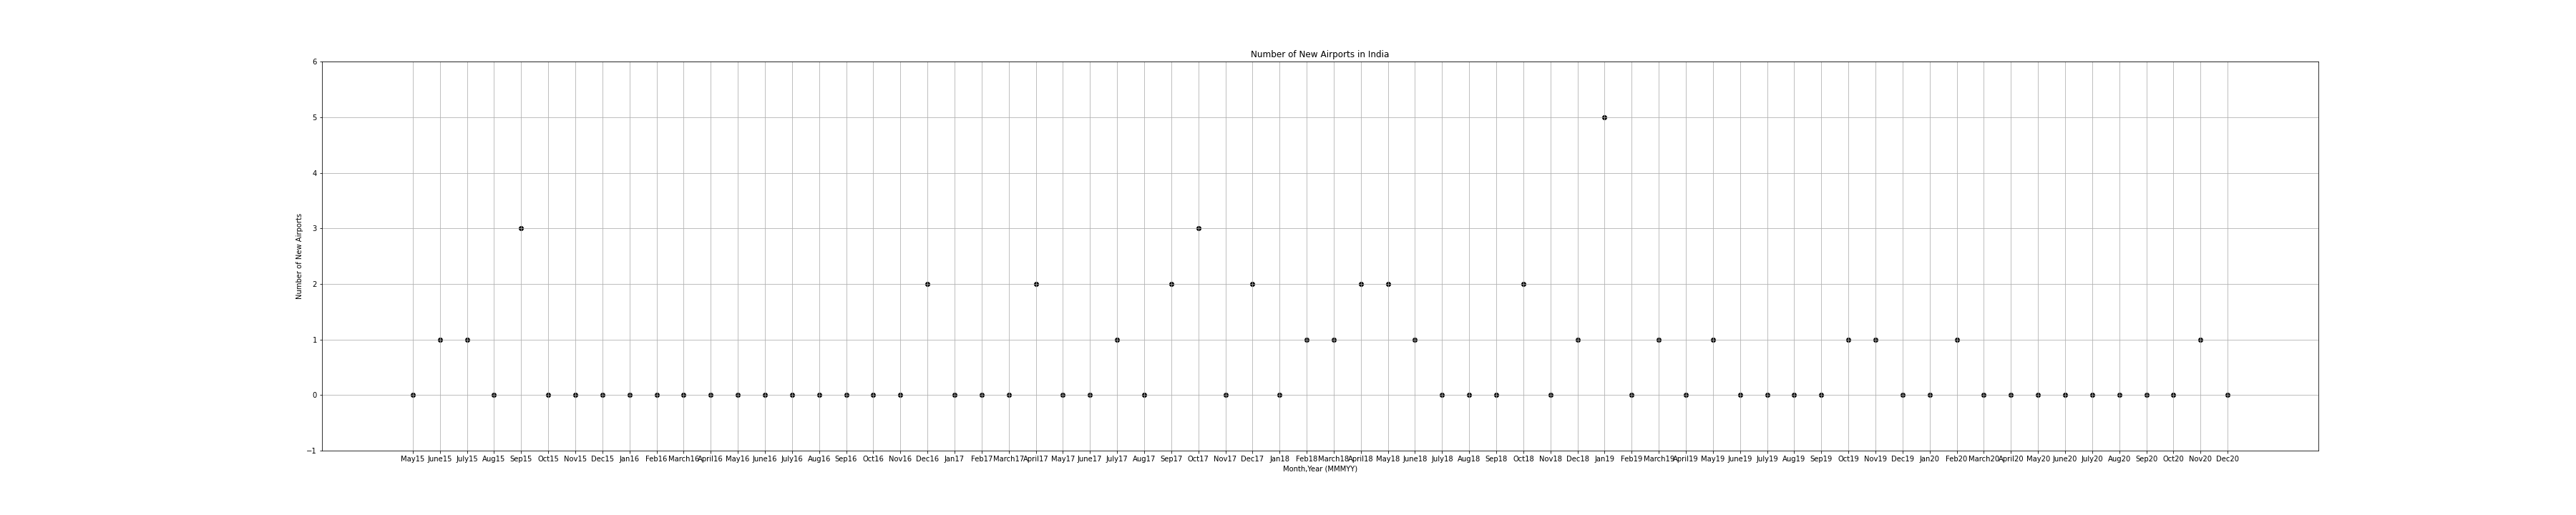 Number of New Airports in India
6
5
4
3
2
1
0
−1
Number of New Airports
May15 June15 July15 Aug15 Sep15 Oct15 Nov15 Dec15 Jan16 Feb16 March16 April16 May16 June16 July16 Aug16 Sep16 Oct16 Nov16 Dec16 Jan17 Feb17 March17 April17 May17 June17 July17 Aug17 Sep17 Oct17 Nov17 Dec17 Jan18 Feb18 March18 April18 May18 June18 July18 Aug18 Sep18 Oct18 Nov18 Dec18 Jan19 Feb19 March19 April19 May19 June19 July19 Aug19 Sep19 Oct19 Nov19 Dec19 Jan20 Feb20 March20 April20 May20 June20 July20 Aug20 Sep20 Oct20 Nov20 Dec20
Month,Year (MMMYY)